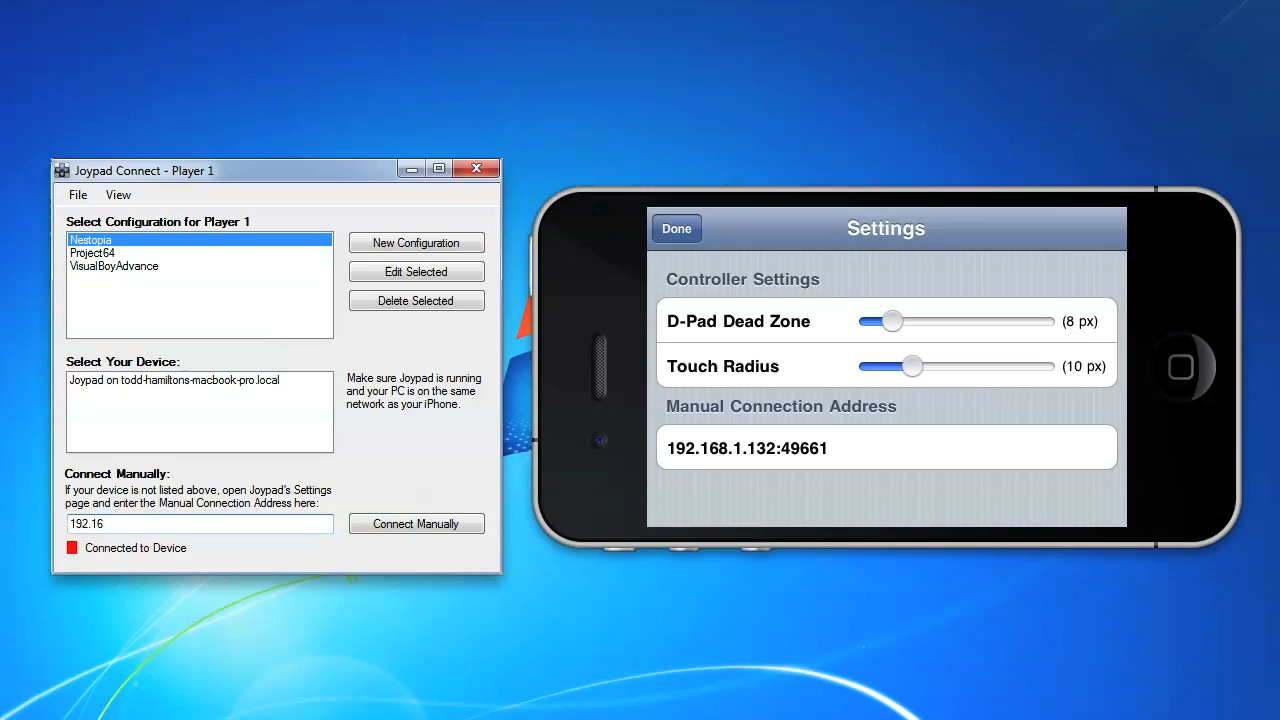 Joypad Connect - Player 1
File View
Select Configuration for Player 1
Nestopia
Project64
VisualBoyAdvance
New Configuration
Edit Selected
Delete Selected
Select Your Device:
Joypad on todd-hamiltons-macbook-pro.local
Make sure Joypad is running
and your PC is on the same
network as your iPhone.
Connect Manually:
If your device is not listed above, open Joypad's Settings
page and enter the Manual Connection Address here:
192.16
Connect Manually
Connected to Device
Done
Settings
Controller Settings
D-Pad Dead Zone (8 px)
Touch Radius (10 px)
Manual Connection Address
192.168.1.132:49661